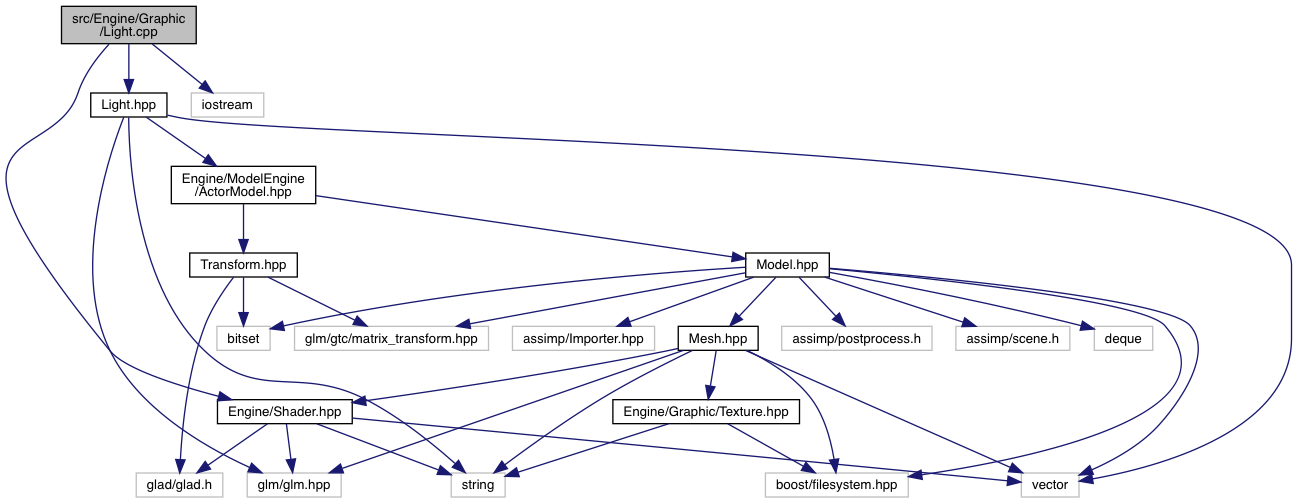 src/Engine/Graphic
/Light.cpp
Light.hpp
iostream
Engine/ModelEngine
/ActorModel.hpp
Transform.hpp
Model.hpp
bitset
glm/gtc/matrix_transform.hpp
assimp/Importer.hpp
Mesh.hpp
assimp/postprocess.h
assimp/scene.h
deque
Engine/Shader.hpp
Engine/Graphic/Texture.hpp
glad/glad.h
glm/glm.hpp
string
boost/filesystem.hpp
vector